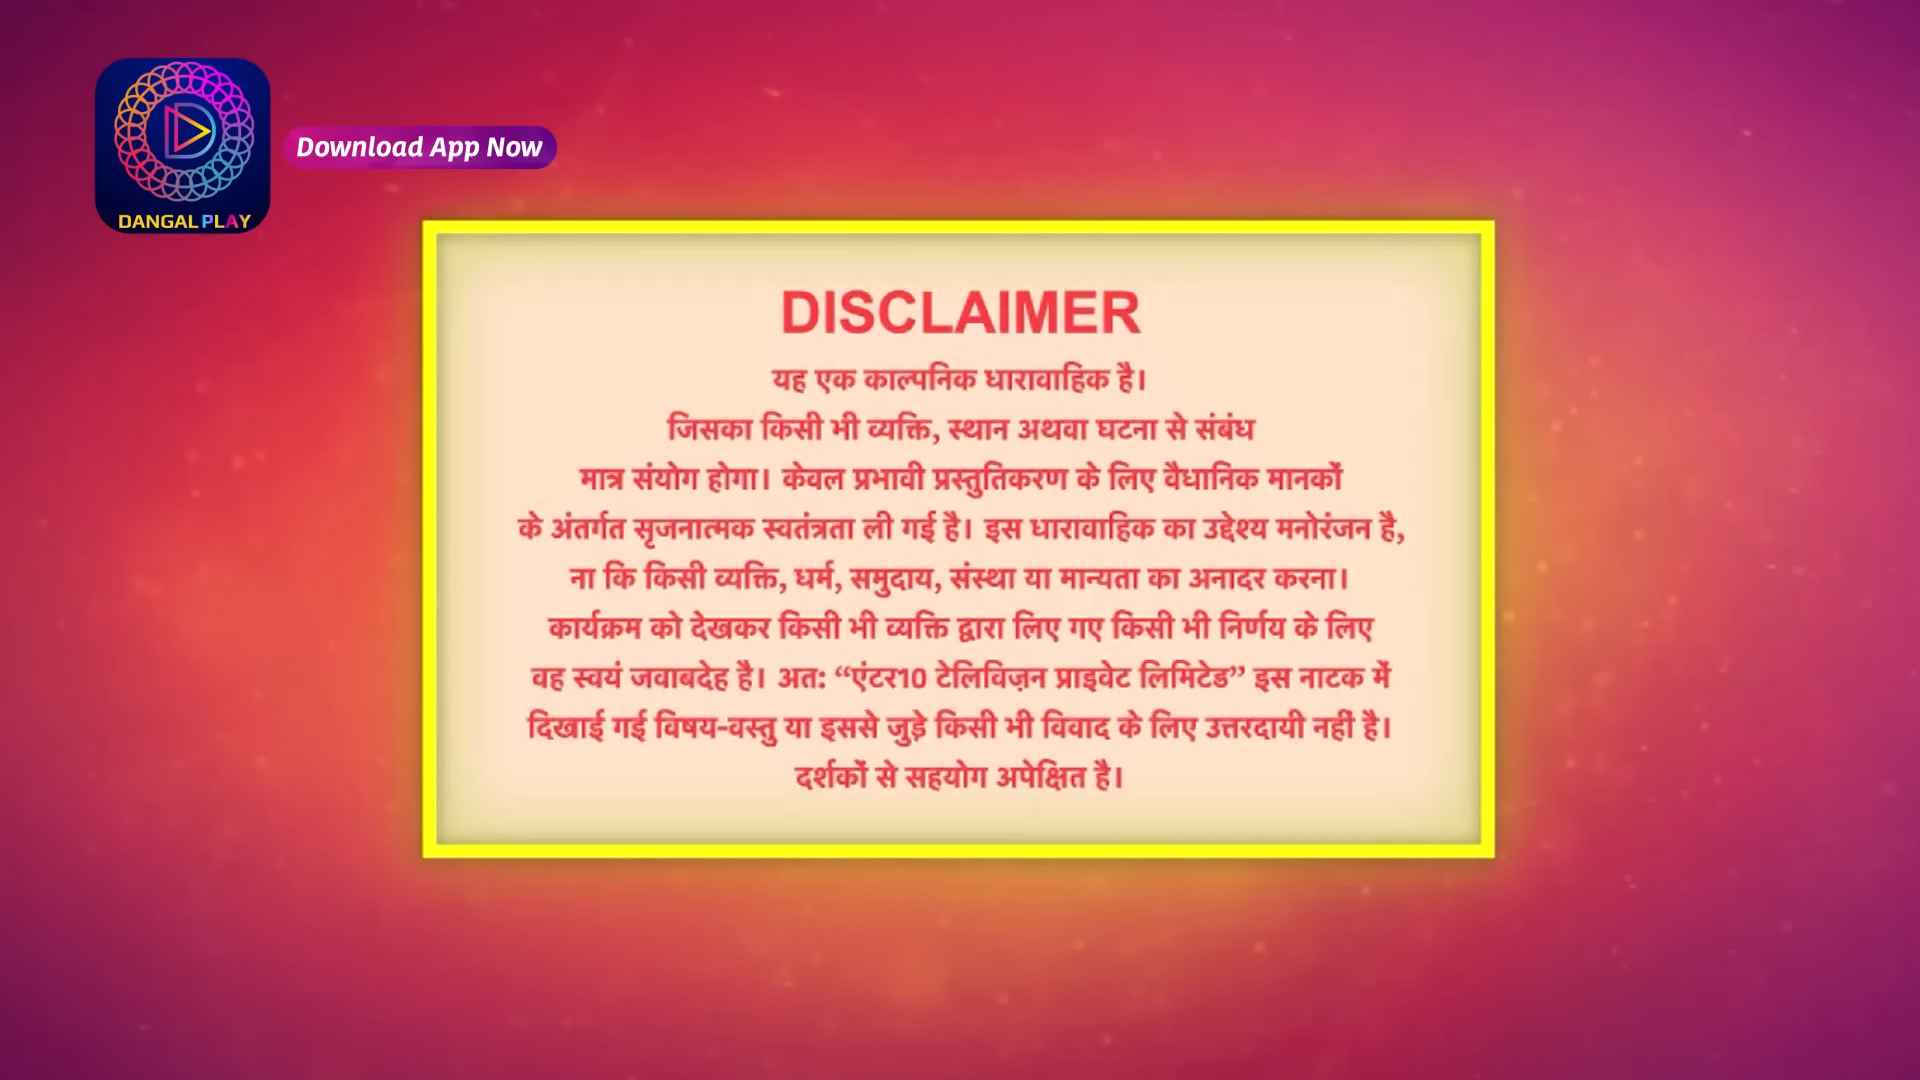 DANGAL PLAY
Download App Now
DISCLAIMER
यह एक काल्पनिक धारावाहिक है।
जिसका किसी भी व्यक्ति, स्थान अथवा घटना से संबंध
मात्र संयोग होगा। केवल प्रभावी प्रस्तुतिकरण के लिए वैधानिक मानकों
के अंतर्गत सृजनात्मक स्वतंत्रता ली गई है। इस धारावाहिक का उद्देश्य मनोरंजन है,
ना कि किसी व्यक्ति, धर्म, समुदाय, संस्था या मान्यता का अनादर करना।
कार्यक्रम को देखकर किसी भी व्यक्ति द्वारा लिए गए किसी भी निर्णय के लिए
वह स्वयं जवाबदेह है। अत: “एंटर10 टेलिविज़न प्राइवेट लिमिटेड” इस नाटक में
दिखाई गई विषय-वस्तु या इससे जुड़े किसी भी विवाद के लिए उत्तरदायी नहीं है।
दर्शकों से सहयोग अपेक्षित है।